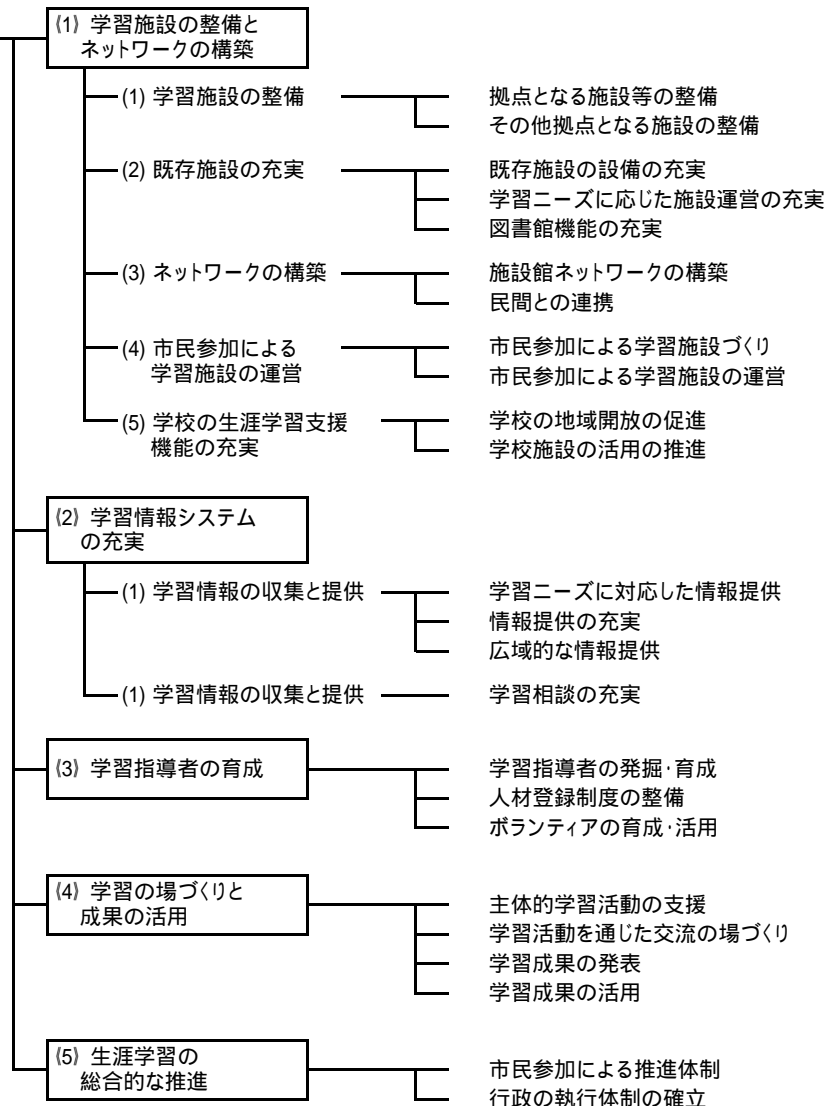 ⑴ 学習施設の整備と
ネットワークの構築
(1) 学習施設の整備
拠点となる施設等の整備
その他拠点となる施設の整備
(2) 既存施設の充実
既存施設の設備の充実
学習ニーズに応じた施設運営の充実
図書館機能の充実
(3) ネットワークの構築
施設館ネットワークの構築
民間との連携
(4) 市民参加による
学習施設の運営
市民参加による学習施設づくり
市民参加による学習施設の運営
(5) 学校の生涯学習支援
機能の充実
学校の地域開放の促進
学校施設の活用の推進
⑵ 学習情報システム
の充実
(1) 学習情報の収集と提供
学習ニーズに対応した情報提供
情報提供の充実
広域的な情報提供
(1) 学習情報の収集と提供
学習相談の充実
⑶ 学習指導者の育成
学習指導者の発掘・育成
人材登録制度の整備
ボランティアの育成・活用
⑷ 学習の場づくりと
成果の活用
主体的学習活動の支援
学習活動を通じた交流の場づくり
学習成果の発表
学習成果の活用
⑸ 生涯学習の
総合的な推進
市民参加による推進体制
行政の執行体制の確立